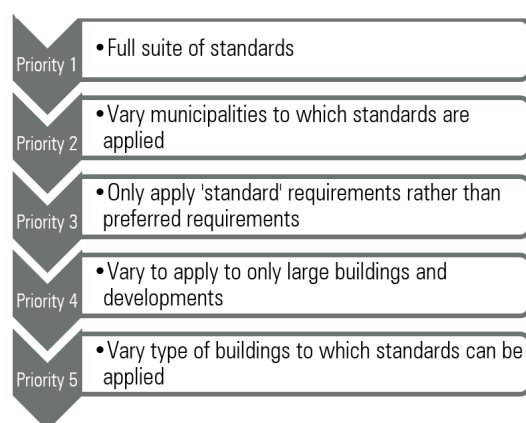 Priority 1
• Full suite of standards
Priority 2
• Vary municipalities to which standards are
applied
Priority 3
• Only apply 'standard' requirements rather than
preferred requirements
Priority 4
• Vary to apply to only large buildings and
developments
Priority 5
• Vary type of buildings to which standards can be
applied